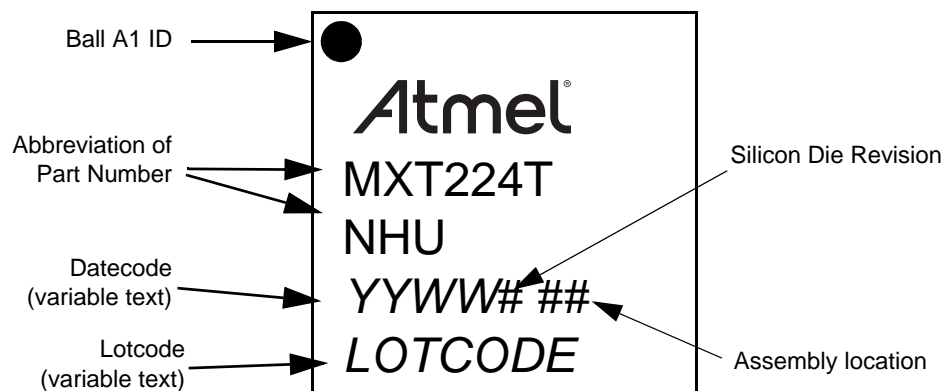 Ball A1 ID
Atmel®
Abbreviation of
Part Number
MXT224T
NHU
Silicon Die Revision
Datecode
(variable text)
YYWW# ##
Lotcode
(variable text)
LOTCODE
Assembly location